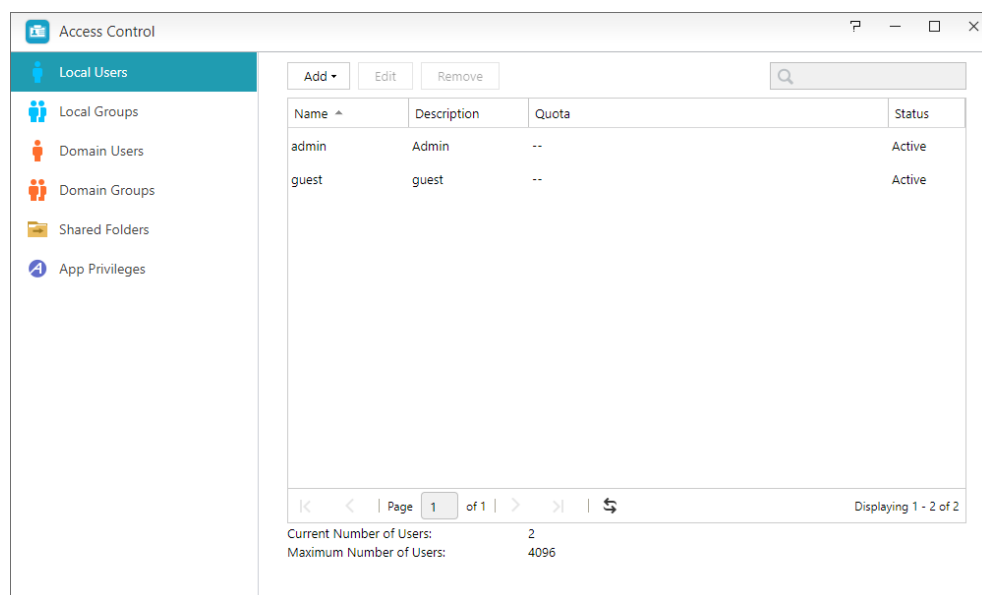 Access Control
Local Users
Local Groups
Domain Users
Domain Groups
Shared Folders
App Privileges
Add Edit Remove
Name Description Quota Status
admin Admin -- Active
guest guest -- Active
Page 1 of 1 Displaying 1 - 2 of 2
Current Number of Users: 2
Maximum Number of Users: 4096